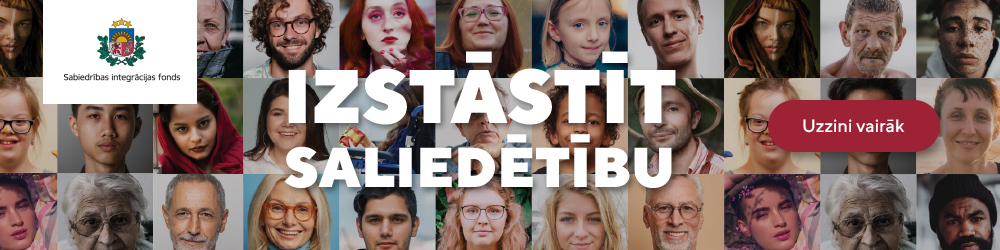 Sabiedrības integrācijas fonds
IZSTĀSTĪT
SALIEDĒTĪBU
Uzzini vairāk